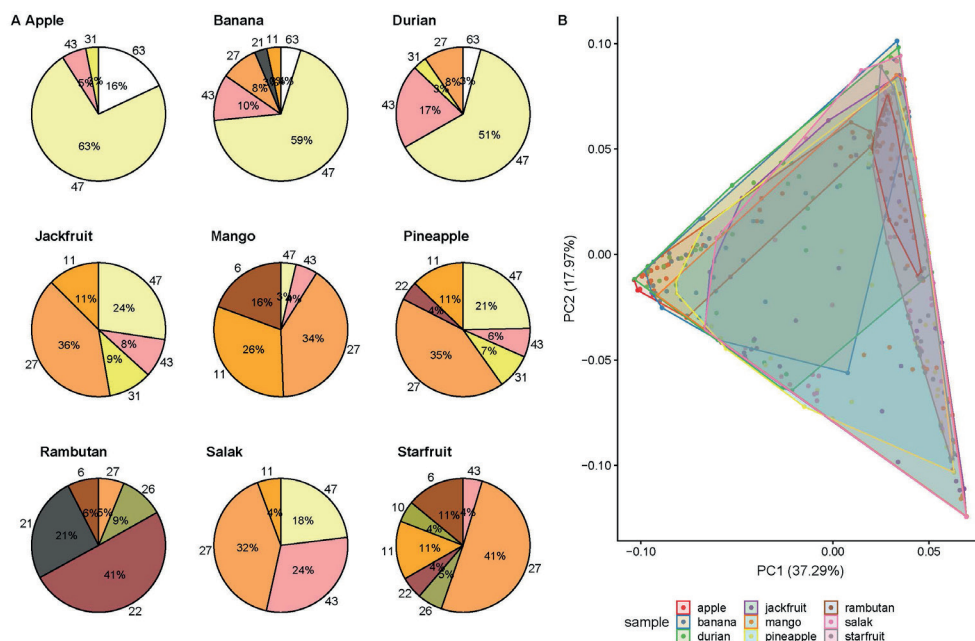 A Apple
Banana
Durian
B
43 31 63
5% 16%
63%
47
27 21 11 63
43
8% 4%
10%
59%
47
31 27 63
43
3% 8% 3%
17%
51%
47
Jackfruit
Mango
Pineapple
11 47
11% 24%
36% 8%
9%
27 43
31
6 47 43
16% 3% 4%
34%
26%
11 27
11 47
22
11% 21%
4% 6%
35% 7%
27 43
31
Rambutan
Salak
Starfruit
6 27
26
21
6% 5%
9%
21%
41%
22
11 47
4% 18%
32%
24%
27 43
6 43
10
11% 4%
4%
11% 41%
4%
5%
11 27
22
26
0.10
0.05
0.00
−0.05
−0.10
PC2 (17.97%)
−0.10 0.00 0.05
PC1 (37.29%)
sample
apple jackfruit rambutan
banana mango salak
durian pineapple starfruit